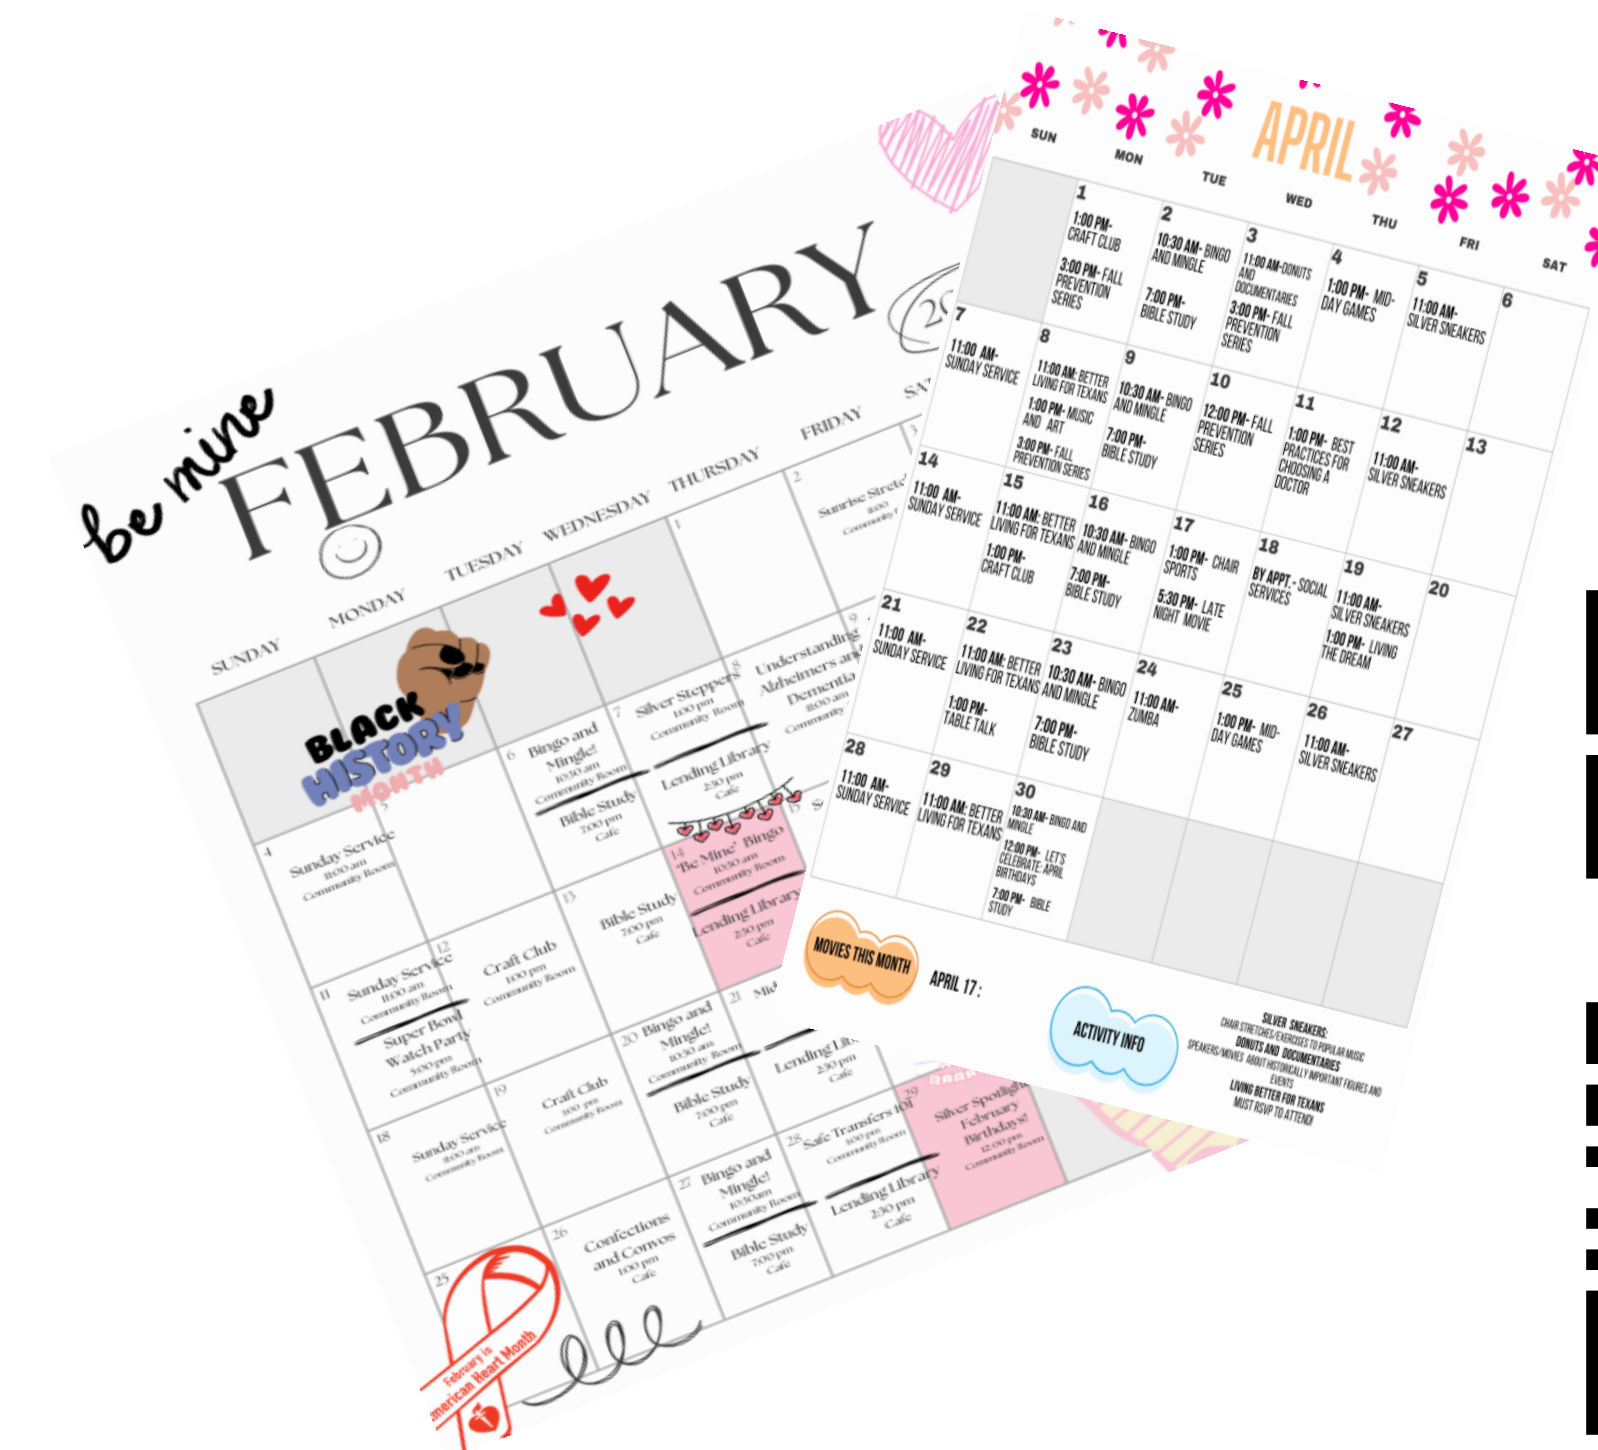 be mine
FEBRUARY
SUNDAY MONDAY TUESDAY WEDNESDAY THURSDAY FRIDAY
BLACK
HISTORY
MONTH
1
2
Sunrise
Community
3
4
Sunday Service
11:00 am
Community Room
5
6
Bingo and
Mingle!
10:30 am
Community Room
Bible Study
7:00 pm
Cafe
7
Silver Steppers
1:00 pm
Community Room
Lending Library
2:30 pm
Cafe
8
Understanding
Alzheimers and
Dementia
11:00 am
Community
9
11
Sunday Service
11:00 am
Community Room
Super Bowl
Watch Party
5:00 pm
Community Room
12
Craft Club
1:00 pm
Community Room
13
Bible Study
7:00 pm
Cafe
14
"Be Mine" Bingo
10:30 am
Community Room
Lending Library
2:30 pm
Cafe
15
18
Sunday Service
11:00 am
Community Room
19
Craft Club
1:00 pm
Community Room
20
Bingo and
Mingle!
10:30 am
Community Room
Bible Study
7:00 pm
Cafe
21
Lending
2:30 pm
Cafe
25
February is
American Heart Month
26
Confections
and Convos
1:00 pm
Cafe
27
Bingo and
Mingle!
10:30am
Community Room
Bible Study
7:00 pm
Cafe
28
Safe Transfers 101
1:00 pm
Community Room
Lending Library
2:30 pm
Cafe
29
Silver Spotlight
February
Birthdays!
12:00 pm
Community Room
APRIL
SUN MON TUE WED THU FRI SAT
1
1:00 PM-
CRAFT CLUB
3:00 PM- FALL
PREVENTION
SERIES
2
10:30 AM- BINGO
AND MINGLE
7:00 PM-
BIBLE STUDY
3
11:00 AM-DONUTS
AND
DOCUMENTARIES
3:00 PM- FALL
PREVENTION
SERIES
4
1:00 PM- MID-
DAY GAMES
5
11:00 AM-
SILVER SNEAKERS
6
7
11:00 AM-
SUNDAY SERVICE
8
11:00 AM: BETTER
LIVING FOR TEXANS
1:00 PM- MUSIC
AND ART
3:00 PM- FALL
PREVENTION SERIES
9
10:30 AM- BINGO
AND MINGLE
7:00 PM-
BIBLE STUDY
10
12:00 PM- FALL
PREVENTION
SERIES
11
1:00 PM- BEST
PRACTICES FOR
CHOOSING A
DOCTOR
12
11:00 AM-
SILVER SNEAKERS
13
14
11:00 AM-
SUNDAY SERVICE
15
11:00 AM: BETTER
LIVING FOR TEXANS
1:00 PM-
CRAFT CLUB
16
10:30 AM- BINGO
AND MINGLE
7:00 PM-
BIBLE STUDY
17
1:00 PM- CHAIR
SPORTS
5:30 PM- LATE
NIGHT MOVIE
18
BY APPT.- SOCIAL
SERVICES
19
11:00 AM-
SILVER SNEAKERS
1:00 PM- LIVING
THE DREAM
20
21
11:00 AM-
SUNDAY SERVICE
22
11:00 AM: BETTER
LIVING FOR TEXANS
1:00 PM-
TABLE TALK
23
10:30 AM- BINGO
AND MINGLE
7:00 PM-
BIBLE STUDY
24
11:00 AM-
ZUMBA
25
1:00 PM- MID-
DAY GAMES
26
11:00 AM-
SILVER SNEAKERS
27
28
11:00 AM-
SUNDAY SERVICE
29
11:00 AM: BETTER
LIVING FOR TEXANS
30
10:30 AM- BINGO AND
MINGLE
12:00 PM- LET'S
CELEBRATE: APRIL
BIRTHDAYS
7:00 PM- BIBLE
STUDY
MOVIES THIS MONTH
APRIL 17:
ACTIVITY INFO
SILVER SNEAKERS:
CHAIR STRETCHES/EXERCISES TO POPULAR MUSIC
DONUTS AND DOCUMENTARIES
SPEAKERS/MOVIES ABOUT HISTORICALLY IMPORTANT FIGURES AND
EVENTS
LIVING BETTER FOR TEXANS
MUST RSVP TO ATTEND!